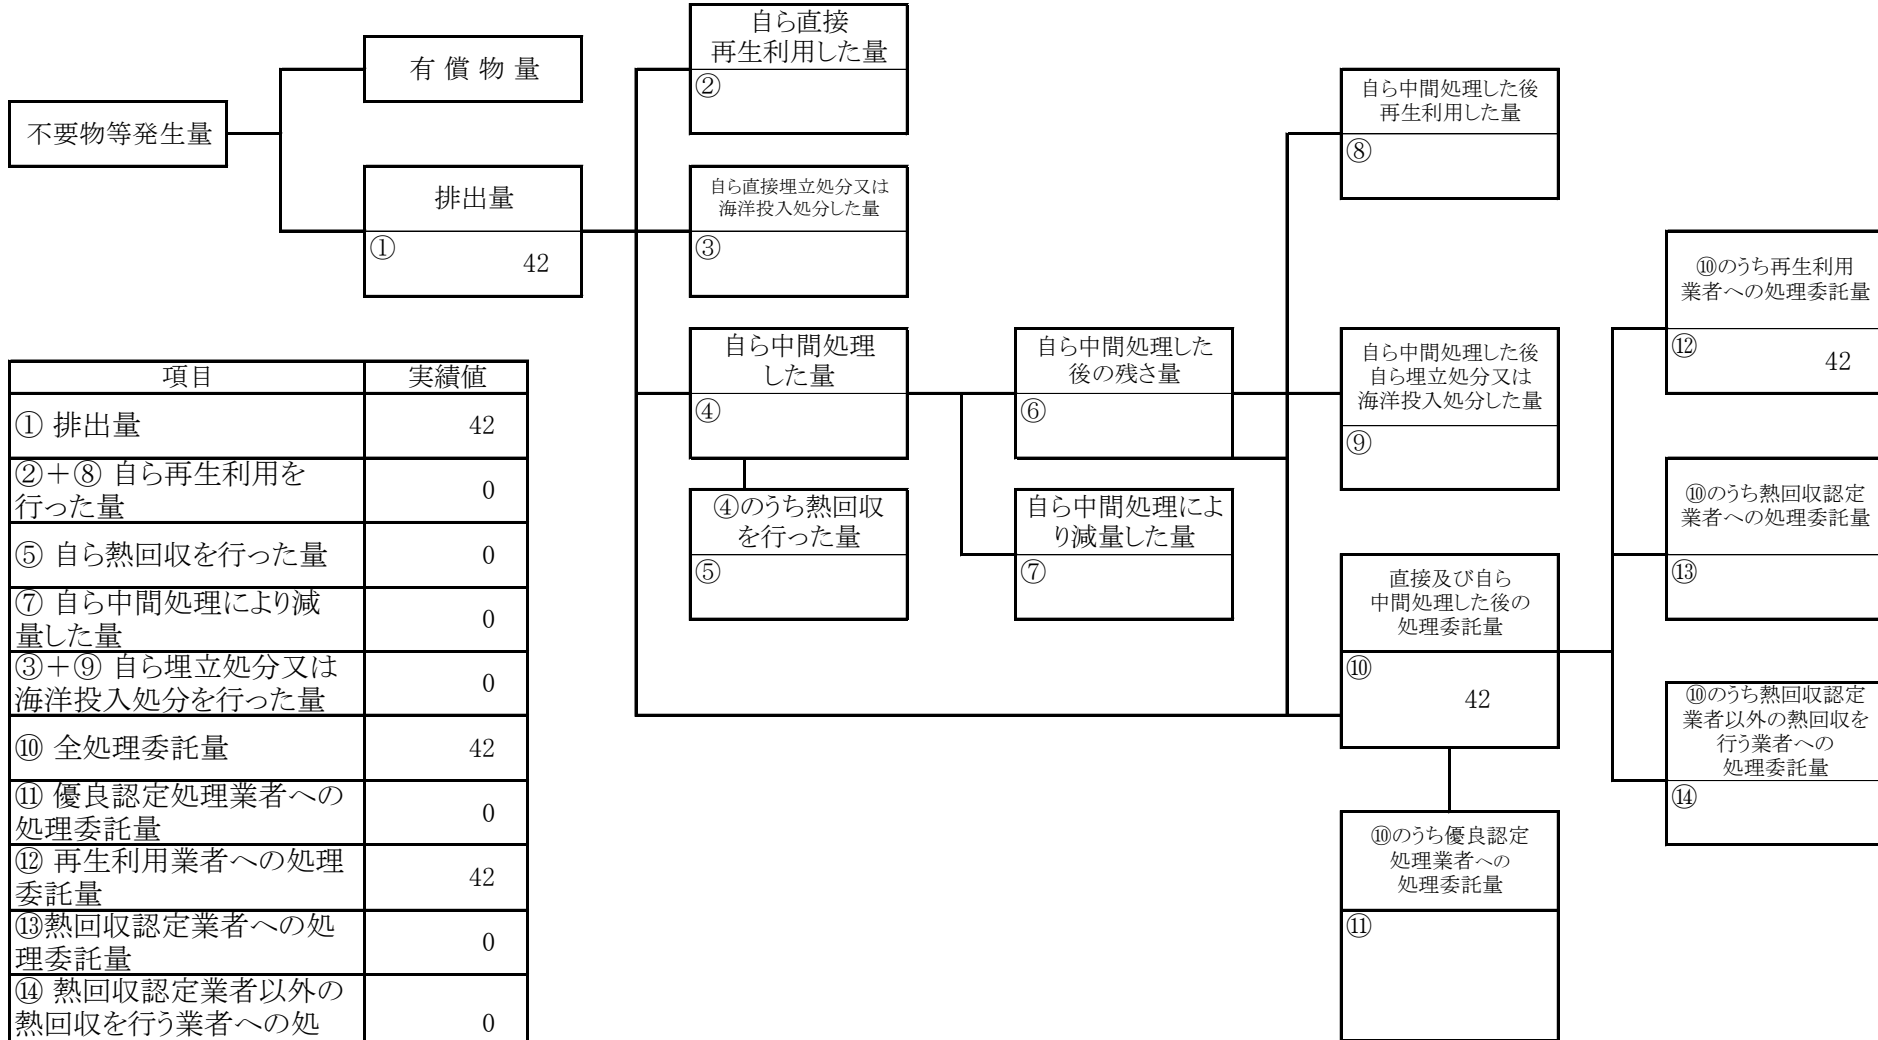 不要物等発生量
有 償 物 量
排出量
①
42
自ら直接
再生利用した量
②
自ら直接埋立処分又は
海洋投入処分した量
③
自ら中間処理
した量
④
④のうち熱回収
を行った量
⑤
自ら中間処理した
後の残さ量
⑥
自ら中間処理によ
り減量した量
⑦
自ら中間処理した後
再生利用した量
⑧
自ら中間処理した後
自ら埋立処分又は
海洋投入処分した量
⑨
直接及び自ら
中間処理した後の
処理委託量
⑩
42
⑩のうち優良認定
処理業者への
処理委託量
⑪
⑩のうち再生利用
業者への処理委託量
⑫
42
⑩のうち熱回収認定
業者への処理委託量
⑬
⑩のうち熱回収認定
業者以外の熱回収を
行う業者への
処理委託量
⑭
項目 実績値
① 排出量 42
②＋⑧ 自ら再生利用を
行った量 0
⑤ 自ら熱回収を行った量 0
⑦ 自ら中間処理により減
量した量 0
③＋⑨ 自ら埋立処分又は
海洋投入処分を行った量 0
⑩ 全処理委託量 42
⑪ 優良認定処理業者への
処理委託量 0
⑫ 再生利用業者への処理
委託量 42
⑬熱回収認定業者への処
理委託量 0
⑭ 熱回収認定業者以外の
熱回収を行う業者への処 0